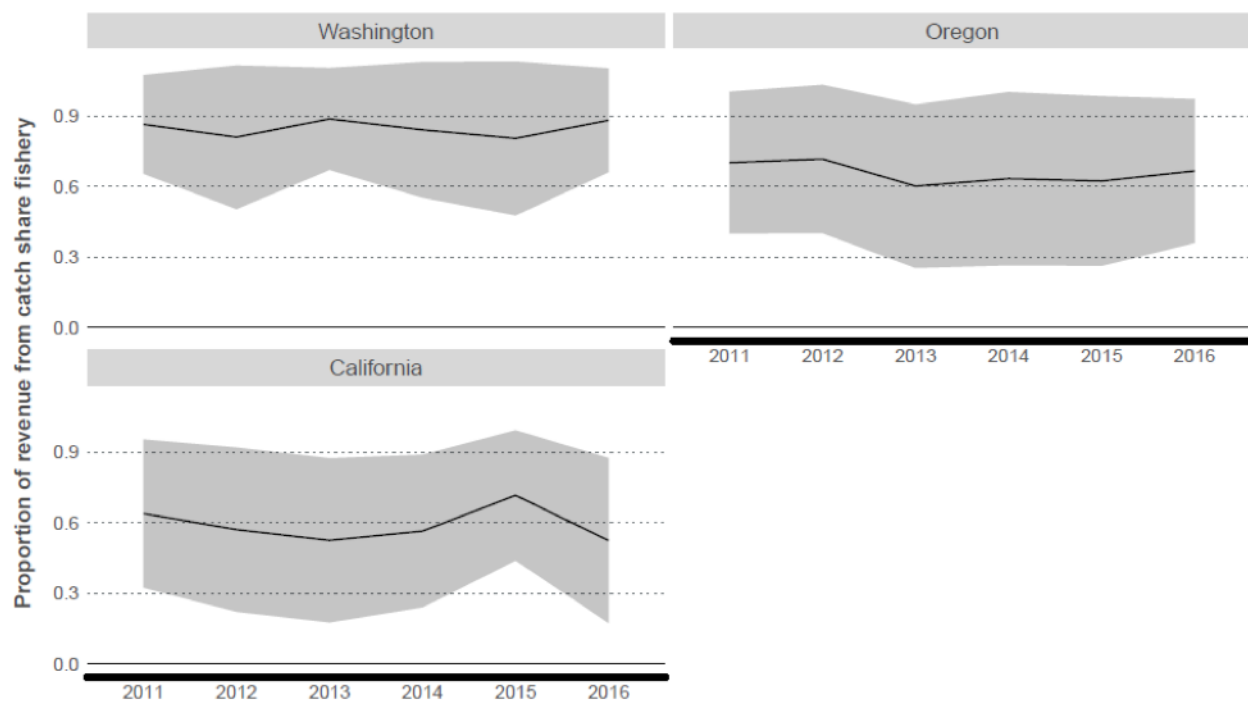 Washington
Oregon
Proportion of revenue from catch share fishery
0.9
0.6
0.3
0.0
2011 2012 2013 2014 2015 2016
California
0.9
0.6
0.3
0.0
2011 2012 2013 2014 2015 2016